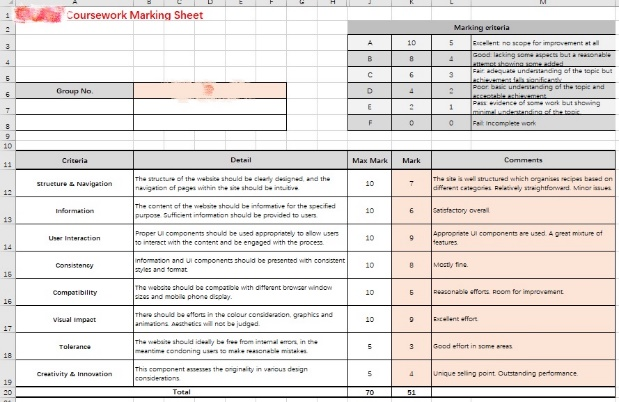 Coursework Marking Sheet
Marking criteria
A 10 5 Excellent: no scope for improvement at all
B 8 4 Good: lacking some aspects but a reasonable
attempt showing some added
C 6 3 Fair: adequate understanding of the topic but
achievement falls significantly
D 4 2 Poor: basic understanding of the topic and
acceptable achievement
E 2 1 Pass: evidence of some work but showing
minimal understanding of the topic
F 0 0 Fail: Incomplete work
Group No.
Criteria Detail Max Mark Mark Comments
Structure & Navigation The structure of the website should be clearly designed, and the
navigation of pages within the site should be intuitive 10 7 The site is well structured which organises recipes based on
different categories. Relatively straightforward. Minor issues.
Information The content of the website should be informative for the specified
purpose. Sufficient information should be provided to users. 10 6 Satisfactory overall.
User Interaction Proper UI components should be used appropriately to allow users
to interact with the content and be engaged with the process. 10 9 Appropriate UI components are used. A great mixture of
features.
Consistency Information and UI components should be presented with consistent
styles and format. 10 8 Mostly fine.
Compatibility The website should be compatible with different browser window
sizes and mobile phone display. 10 5 Reasonable efforts. Room for improvement.
Visual Impact There should be efforts in the colour consideration, graphics and
animations. Aesthetics will not be judged. 10 9 Excellent effort.
Tolerance The website should ideally be free from internal errors, in the
meantime condoning users to make reasonable mistakes. 5 3 Good effort in some areas.
Creativity & Innovation This component assesses the originality in various design
considerations 5 4 Unique selling point. Outstanding performance.
Total 70 51